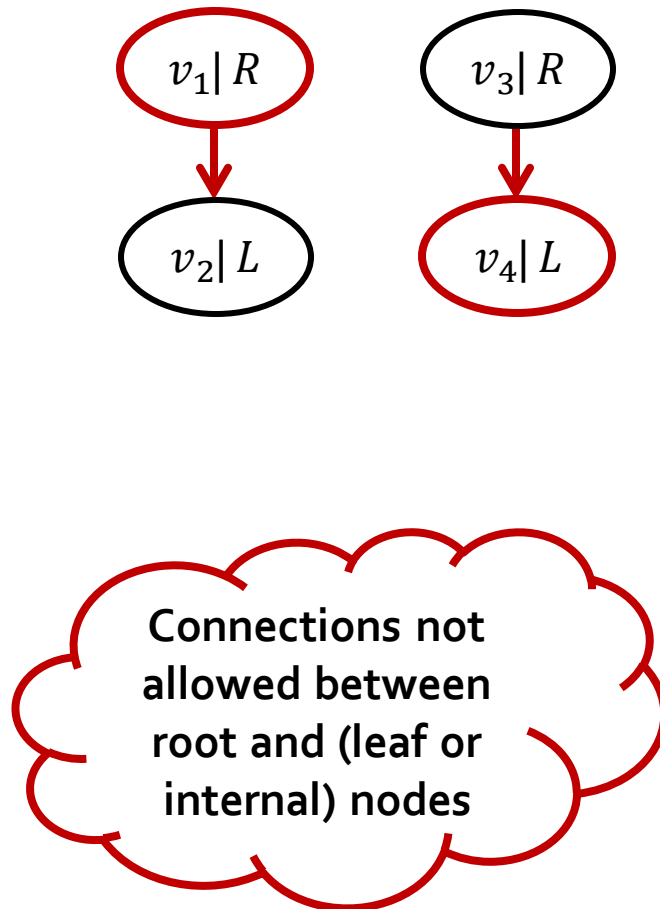 v₁| R
v₃| R
v₂| L
v₄| L
Connections not
allowed between
root and (leaf or
internal) nodes